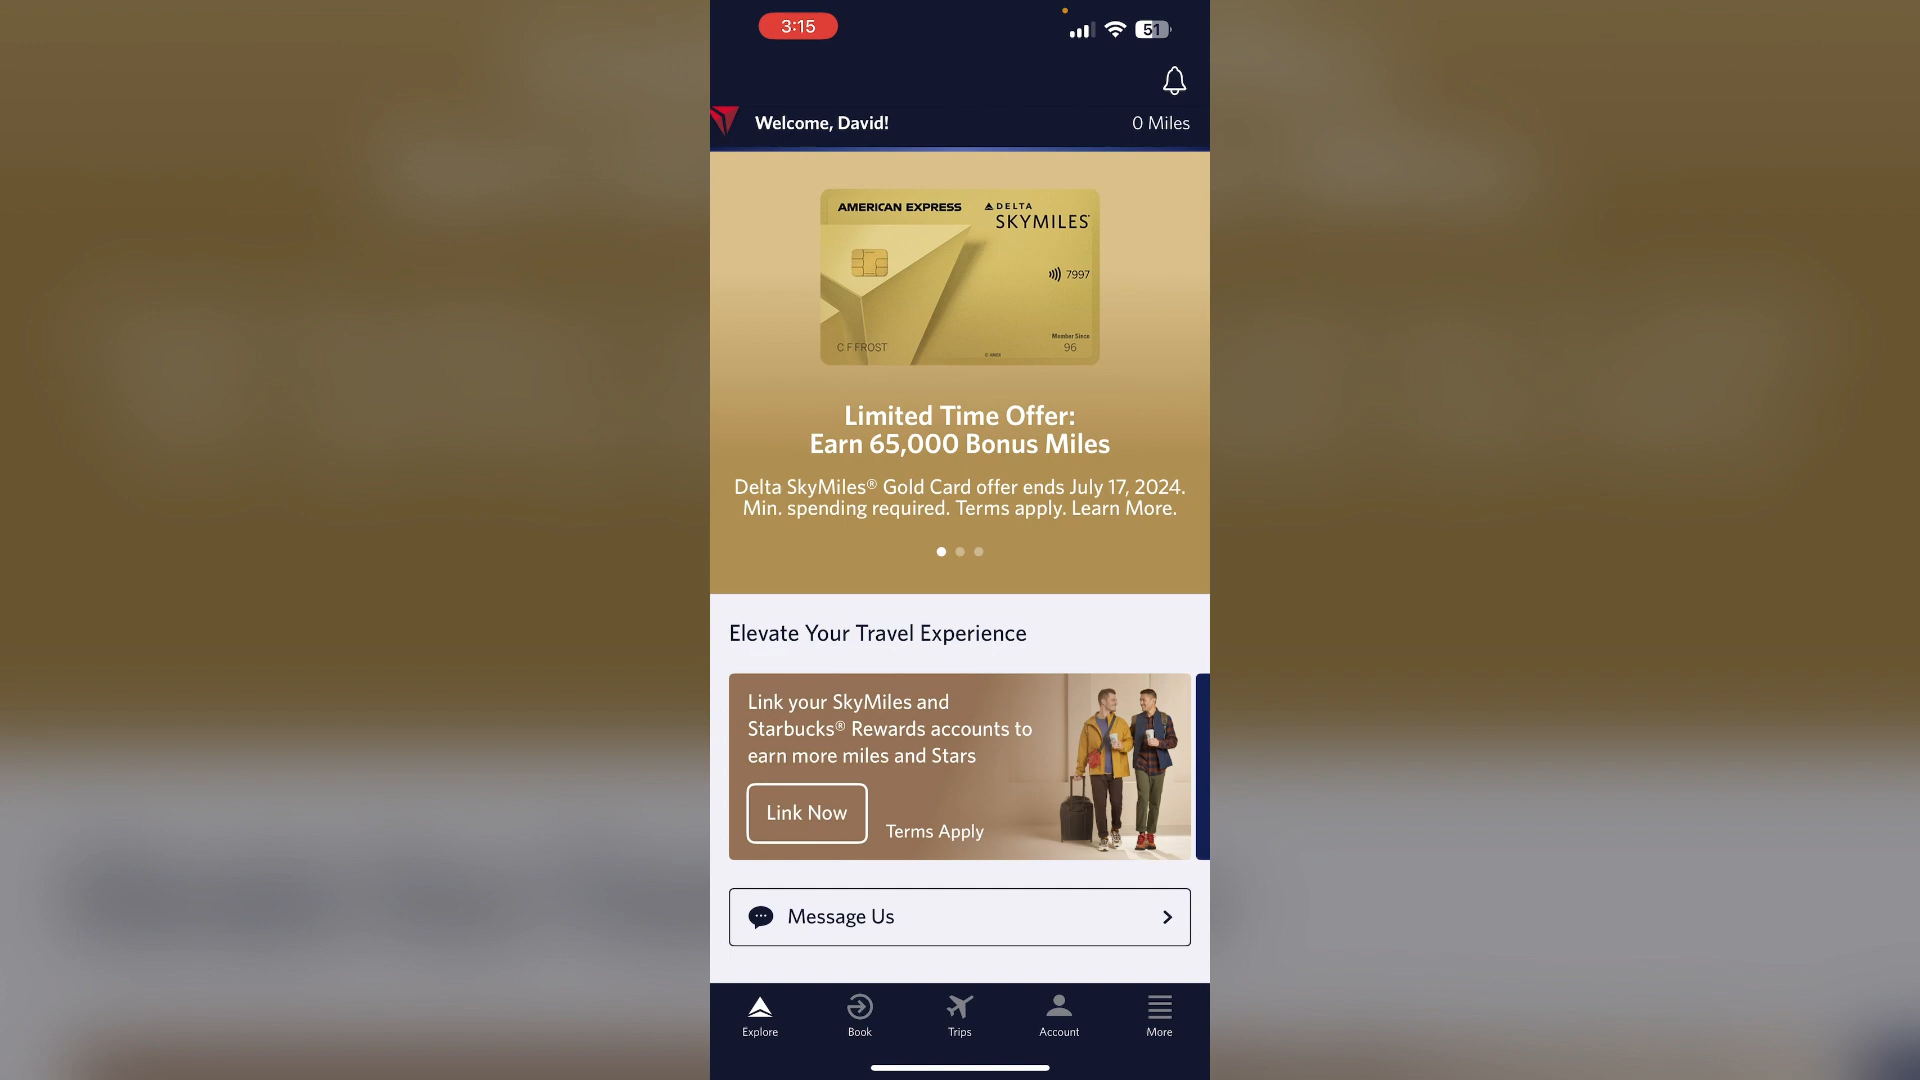 3:15
51
Welcome, David!
0 Miles
AMERICAN EXPRESS
DELTA
SKYMILES
7997
Member Since
96
C F FROST
Limited Time Offer:
Earn 65,000 Bonus Miles
Delta SkyMiles® Gold Card offer ends July 17, 2024.
Min. spending required. Terms apply. Learn More.
Elevate Your Travel Experience
Link your SkyMiles and
Starbucks® Rewards accounts to
earn more miles and Stars
Link Now
Terms Apply
Message Us
Explore
Book
Trips
Account
More